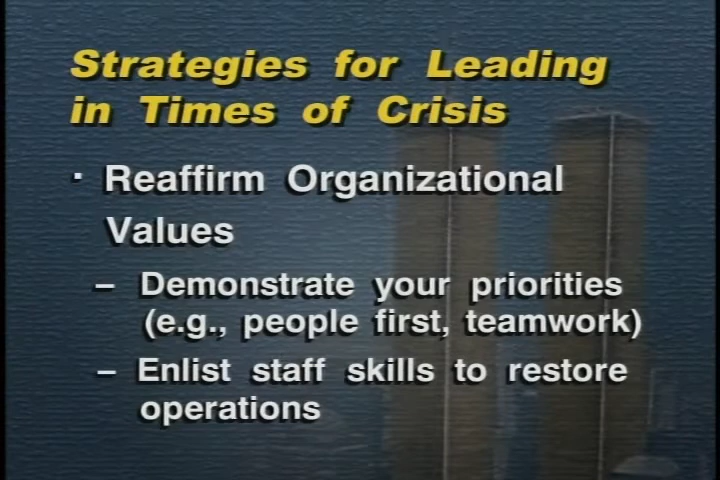 Strategies for Leading
in Times of Crisis
· Reaffirm Organizational
Values
– Demonstrate your priorities
(e.g., people first, teamwork)
– Enlist staff skills to restore
operations